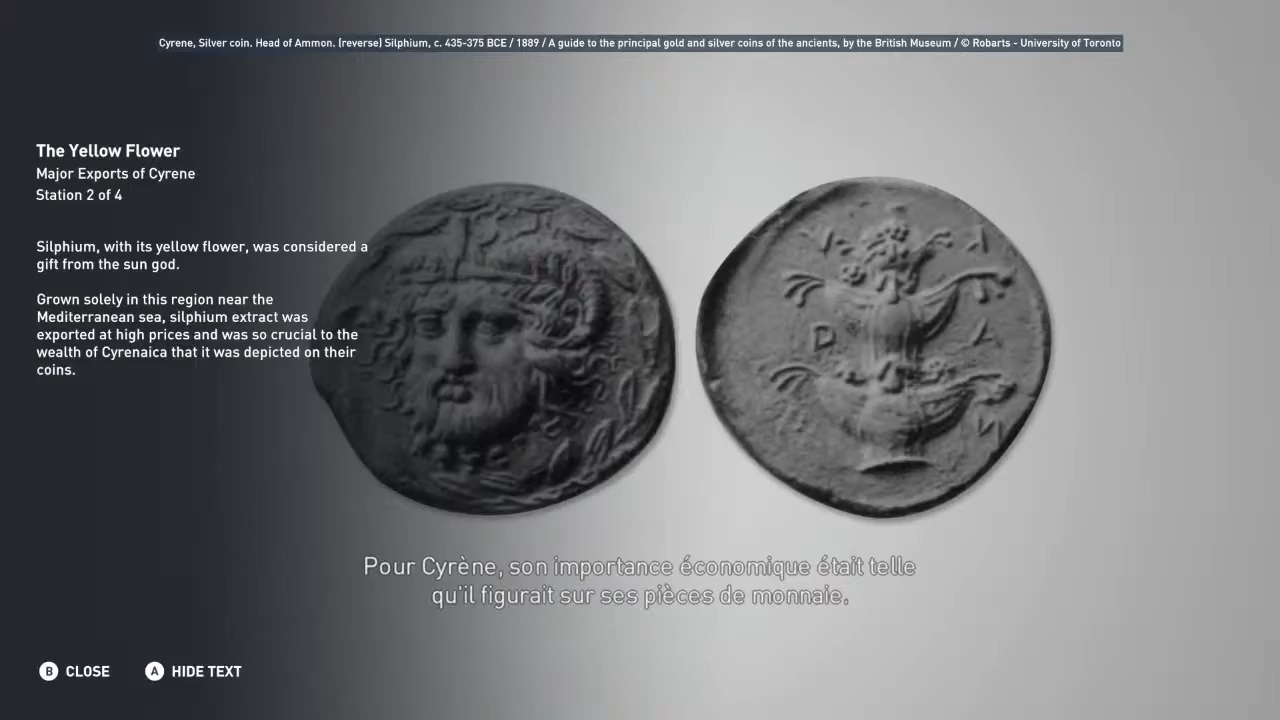 Cyrene, Silver coin. Head of Ammon. (reverse) Silphium, c. 435-375 BCE / 1889 / A guide to the principal gold and silver coins of the ancients, by the British Museum / © Robarts - University of Toronto
The Yellow Flower
Major Exports of Cyrene
Station 2 of 4
Silphium, with its yellow flower, was considered a
gift from the sun god.
Grown solely in this region near the
Mediterranean sea, silphium extract was
exported at high prices and was so crucial to the
wealth of Cyrenaica that it was depicted on their
coins.
Pour Cyrène, son importance économique était telle
qu'il figurait sur ses pièces de monnaie.
B CLOSE A HIDE TEXT